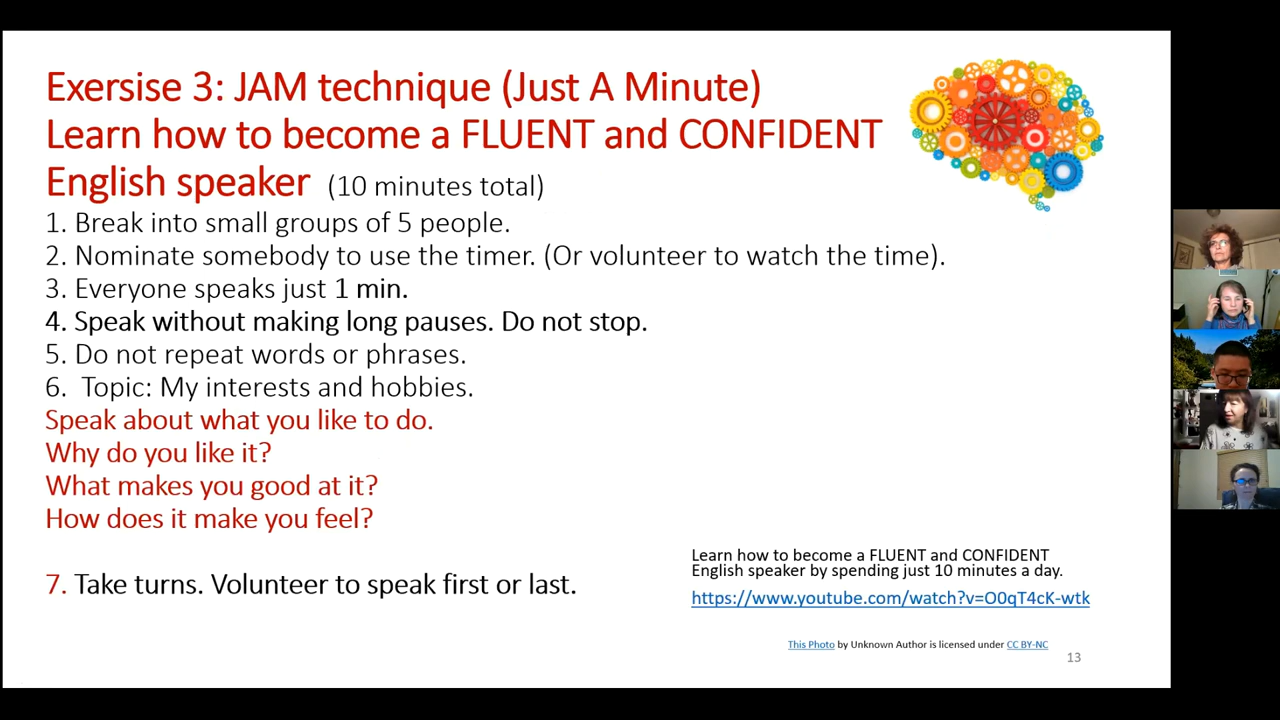 Exersise 3: JAM technique (Just A Minute)
Learn how to become a FLUENT and CONFIDENT
English speaker (10 minutes total)
1. Break into small groups of 5 people.
2. Nominate somebody to use the timer. (Or volunteer to watch the time).
3. Everyone speaks just 1 min.
4. Speak without making long pauses. Do not stop.
5. Do not repeat words or phrases.
6. Topic: My interests and hobbies.
Speak about what you like to do.
Why do you like it?
What makes you good at it?
How does it make you feel?
7. Take turns. Volunteer to speak first or last.
Learn how to become a FLUENT and CONFIDENT
English speaker by spending just 10 minutes a day.
https://www.youtube.com/watch?v=O0qT4cK-wtk
This Photo by Unknown Author is licensed under CC BY-NC
13